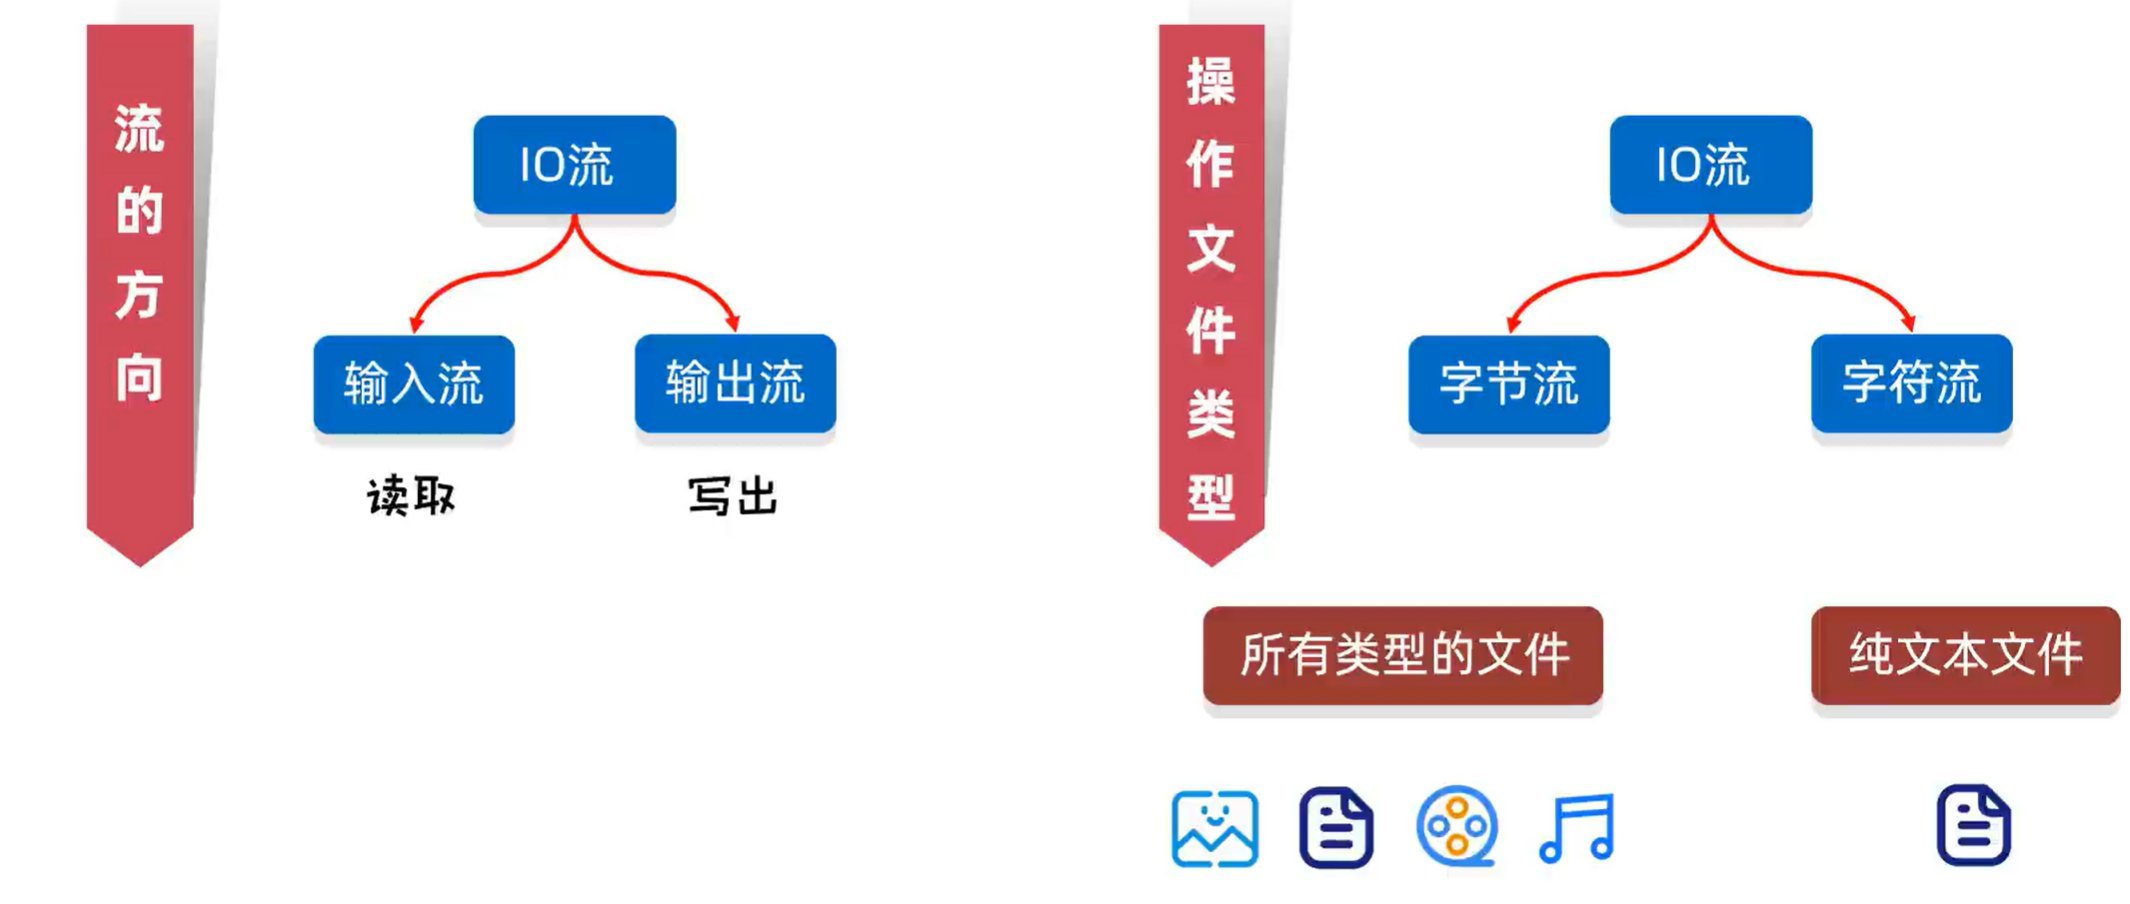 流的方向
IO流
输入流
输出流
读取
写出
操作文件类型
IO流
字节流
字符流
所有类型的文件
纯文本文件